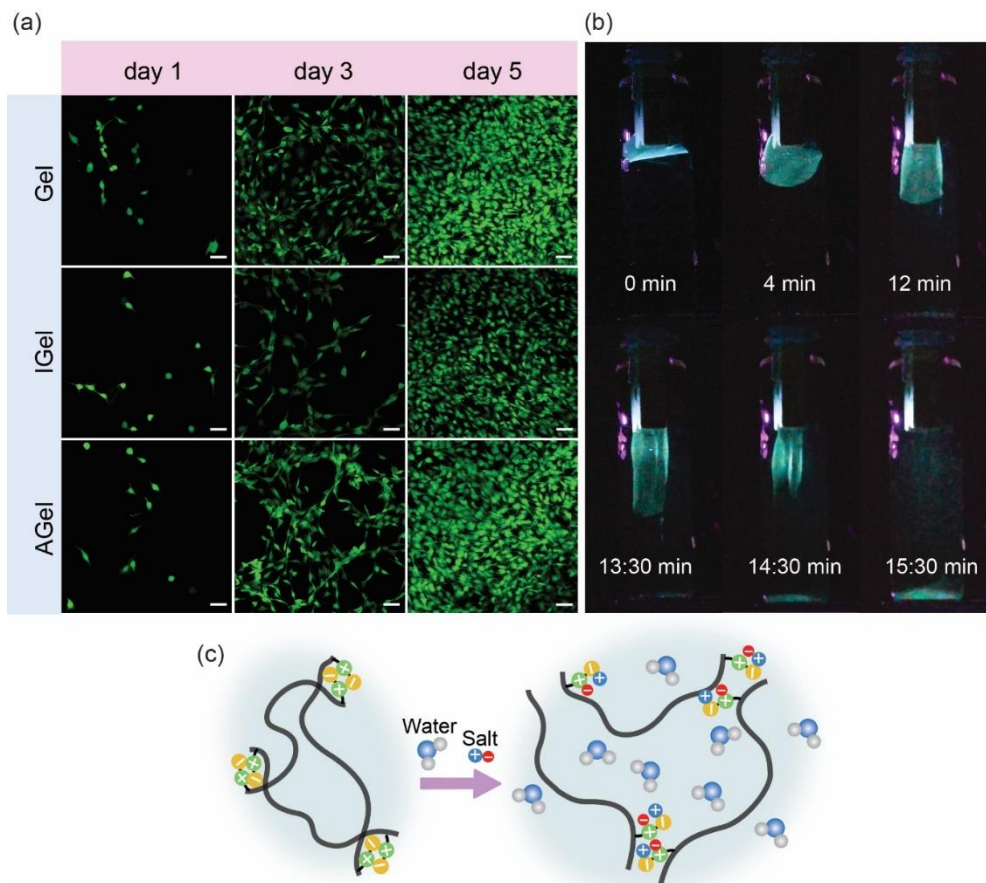 (a)
day 1
day 3
day 5
Gel
IGel
AGel
(b)
0 min
4 min
12 min
13:30 min
14:30 min
15:30 min
(c)
Water
Salt